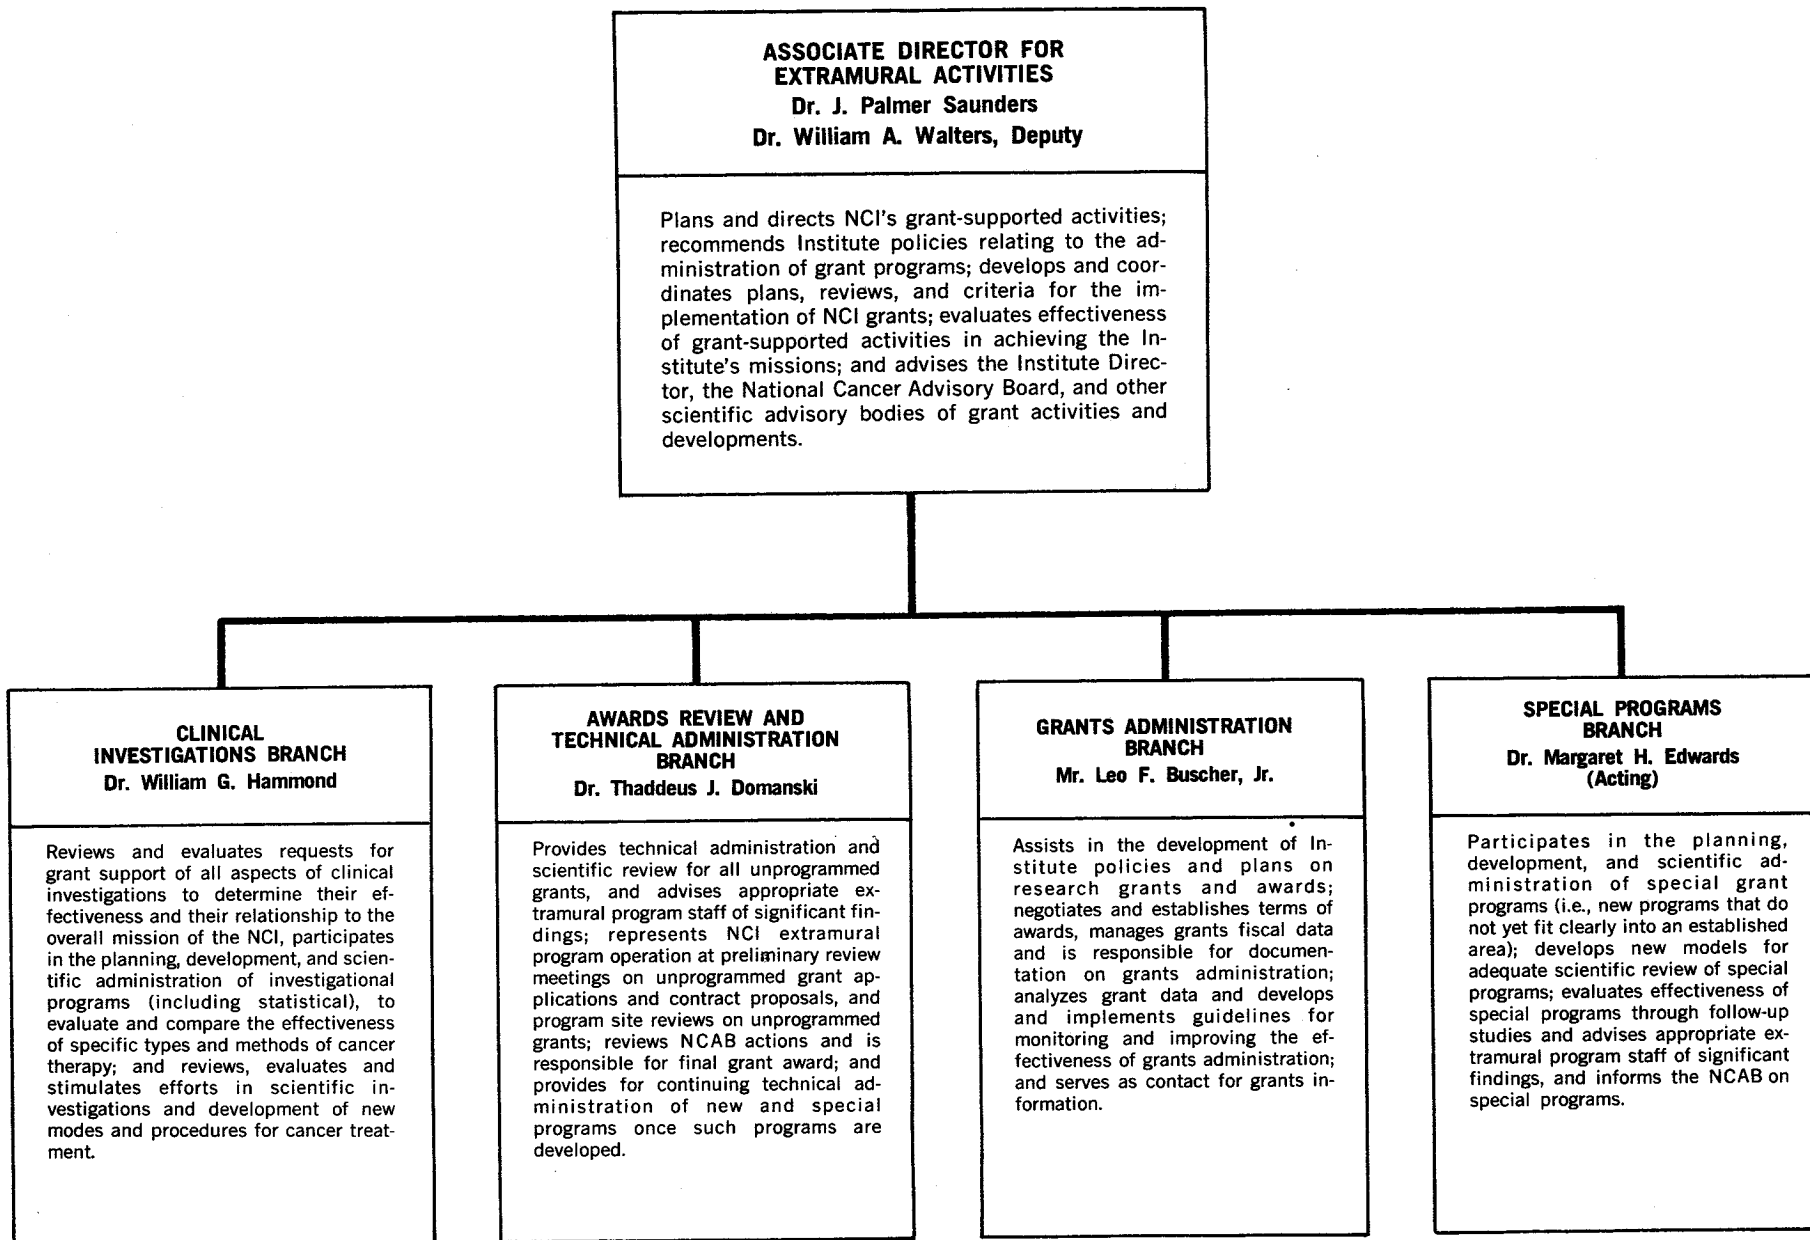 ASSOCIATE DIRECTOR FOR
EXTRAMURAL ACTIVITIES
Dr. J. Palmer Saunders
Dr. William A. Walters, Deputy
Plans and directs NCI's grant-supported activities;
recommends Institute policies relating to the ad-
ministration of grant programs; develops and coor-
dinates plans, reviews, and criteria for the im-
plementation of NCI grants; evaluates effectiveness
of grant-supported activities in achieving the In-
stitute's missions; and advises the Institute Direc-
tor, the National Cancer Advisory Board, and other
scientific advisory bodies of grant activities and
developments.
CLINICAL
INVESTIGATIONS BRANCH
Dr. William G. Hammond
Reviews and evaluates requests for
grant support of all aspects of clinical
investigations to determine their ef-
fectiveness and their relationship to the
overall mission of the NCI, participates
in the planning, development, and scien-
tific administration of investigational
programs (including statistical), to
evaluate and compare the effectiveness
of specific types and methods of cancer
therapy; and reviews, evaluates and
stimulates efforts in scientific in-
vestigations and development of new
modes and procedures for cancer treat-
ment.
AWARDS REVIEW AND
TECHNICAL ADMINISTRATION
BRANCH
Dr. Thaddeus J. Domanski
Provides technical administration and
scientific review for all unprogrammed
grants, and advises appropriate ex-
tramural program staff of significant fin-
dings; represents NCI extramural
program operation at preliminary review
meetings on unprogrammed grant ap-
plications and contract proposals, and
program site reviews on unprogrammed
grants; reviews NCAB actions and is
responsible for final grant award; and
provides for continuing technical ad-
ministration of new and special
programs once such programs are
developed.
GRANTS ADMINISTRATION
BRANCH
Mr. Leo F. Buscher, Jr.
Assists in the development of In-
stitute policies and plans on
research grants and awards;
negotiates and establishes terms of
awards, manages grants fiscal data
and is responsible for documen-
tation on grants administration;
analyzes grant data and develops
and implements guidelines for
monitoring and improving the ef-
fectiveness of grants administration;
and serves as contact for grants in-
formation.
SPECIAL PROGRAMS
BRANCH
Dr. Margaret H. Edwards
(Acting)
Participates in the planning,
development, and scientific ad-
ministration of special grant
programs (i.e., new programs that do
not yet fit clearly into an established
area); develops new models for
adequate scientific review of special
programs; evaluates effectiveness of
special programs through follow-up
studies and advises appropriate ex-
tramural program staff of significant
findings, and informs the NCAB on
special programs.